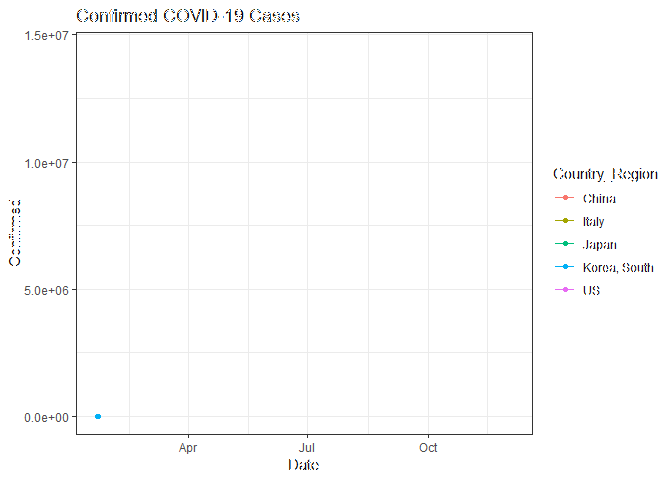 Confirmed COVID-19 Cases
1.5e+07
1.0e+07
5.0e+06
0.0e+00
Confirmed
Apr
Jul
Oct
Date
Country_Region
China
Italy
Japan
Korea, South
US